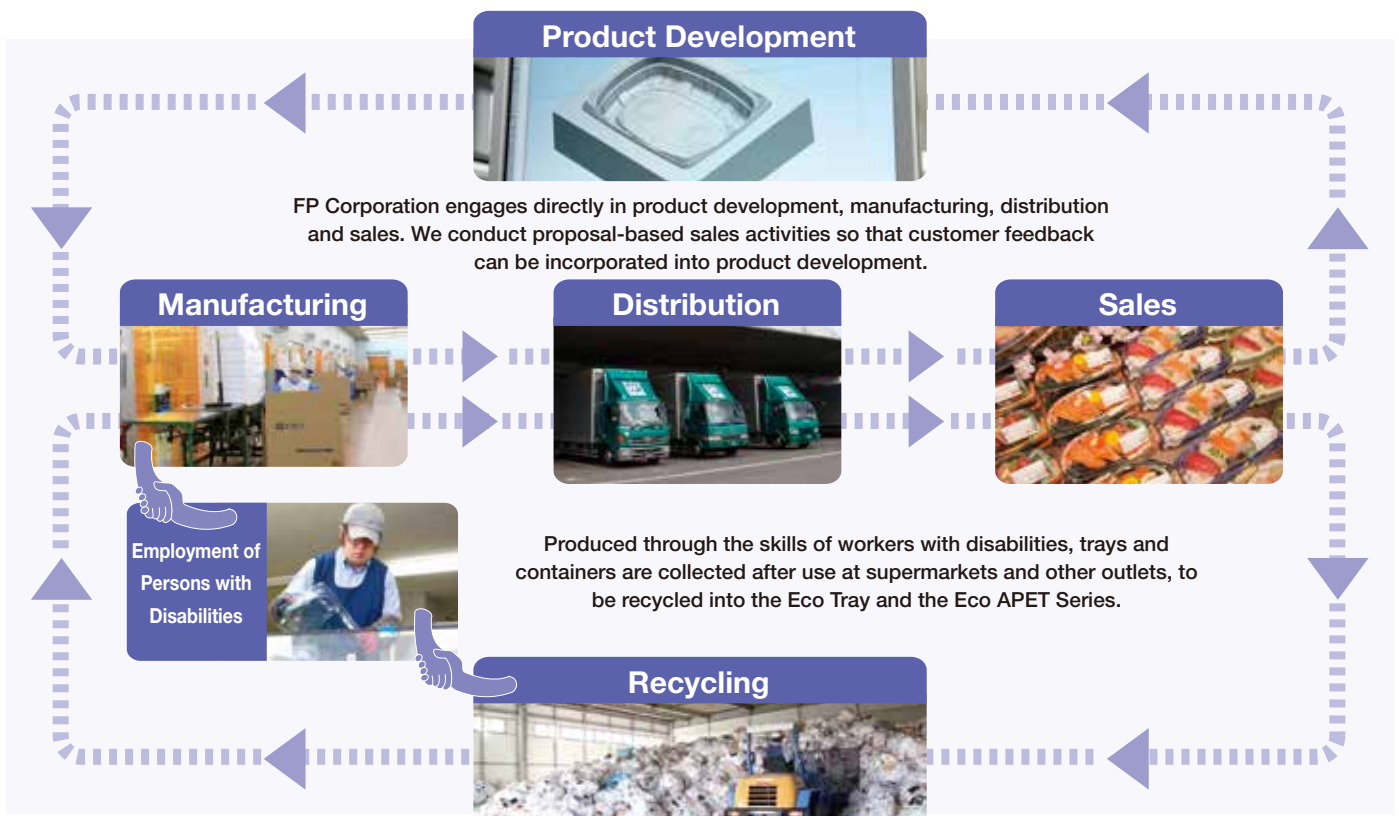 Product Development
FP Corporation engages directly in product development, manufacturing, distribution
and sales. We conduct proposal-based sales activities so that customer feedback
can be incorporated into product development.
Manufacturing
Distribution
Sales
Employment of
Persons with
Disabilities
Produced through the skills of workers with disabilities, trays and
containers are collected after use at supermarkets and other outlets, to
be recycled into the Eco Tray and the Eco APET Series.
Recycling